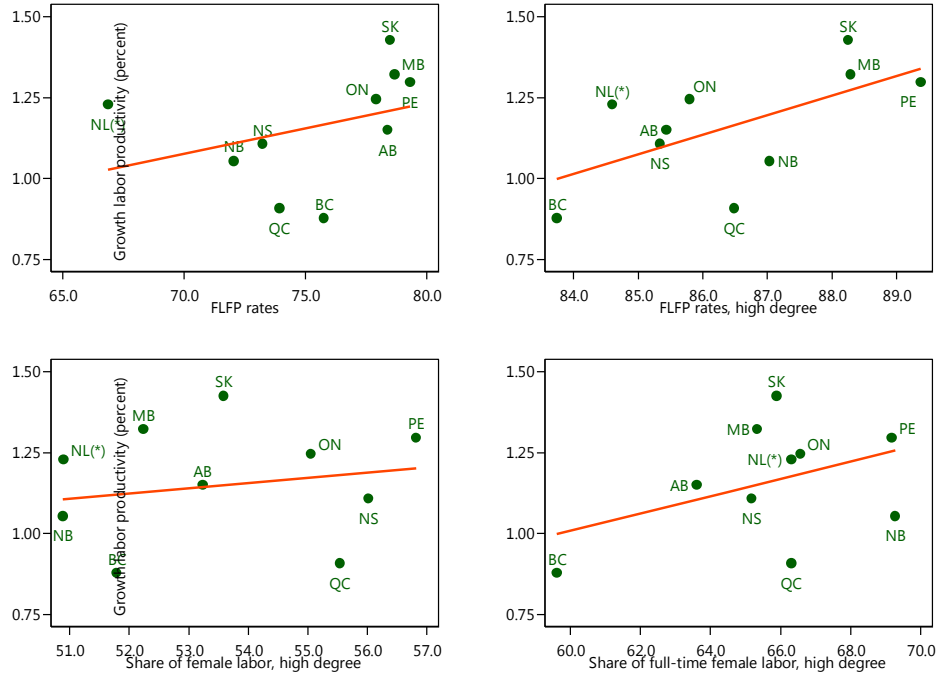 1.50
1.25
1.00
0.75
Growth labor productivity (percent)
SK
MB
ON
PE
NL(*)
NS
NB
AB
BC
QC
65.0 70.0 75.0 80.0
FLFP rates
1.50
1.25
1.00
0.75
SK
MB
NL(*)
ON
PE
AB
NS
NB
BC
QC
84.0 85.0 86.0 87.0 88.0 89.0
FLFP rates, high degree
1.50
1.25
1.00
0.75
Growth labor productivity (percent)
SK
MB
PE
NL(*)
ON
AB
NS
NB
BC
QC
51.0 52.0 53.0 54.0 55.0 56.0 57.0
Share of female labor, high degree
1.50
1.25
1.00
0.75
SK
MB
PE
ON
NL(*)
AB
NS
NB
BC
QC
60.0 62.0 64.0 66.0 68.0 70.0
Share of full-time female labor, high degree